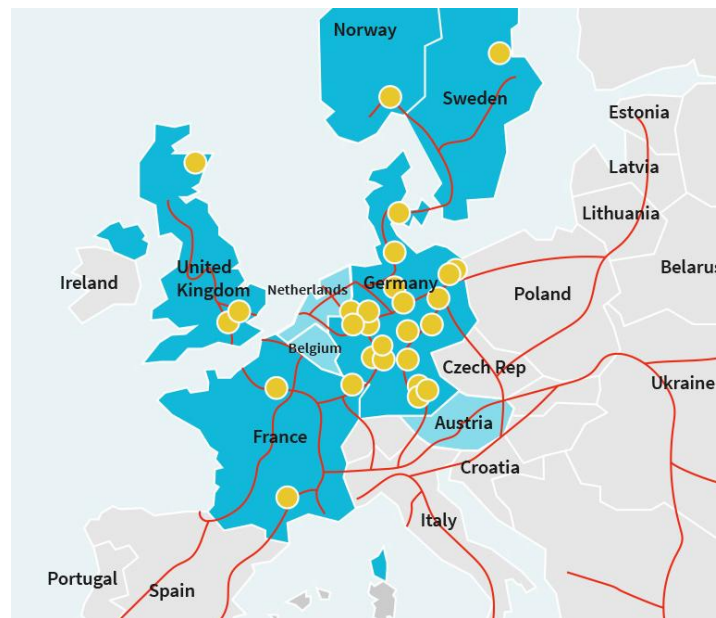 Norway
Sweden
Estonia
Latvia
Lithuania
Belarus
Ireland
United
Kingdom
Netherlands
Germany
Poland
Belgium
Czech Rep
Ukraine
France
Austria
Croatia
Italy
Portugal
Spain